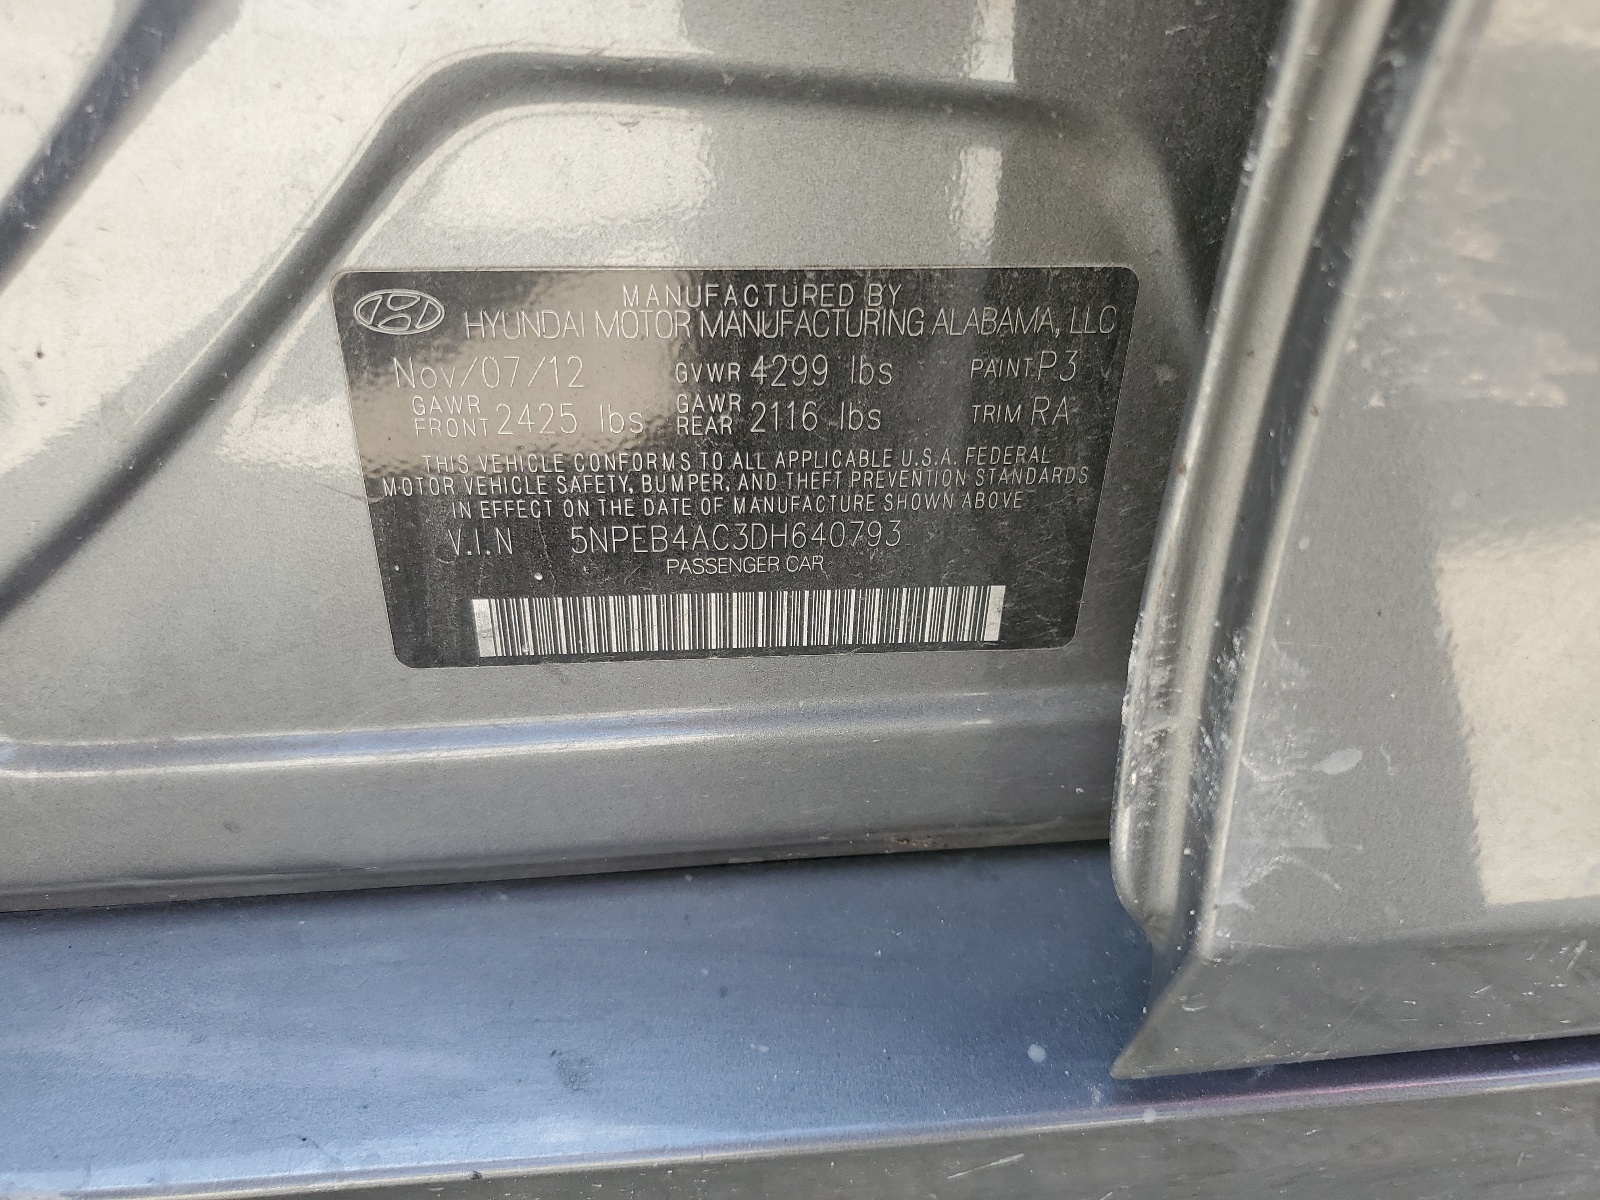 MANUFACTURED BY
HYUNDAI MOTOR MANUFACTURING ALABAMA, LLC
Nov/07/12 GVWR 4299 lbs PAINT P3
GAWR FRONT 2425 lbs GAWR REAR 2116 lbs TRIM RA
THIS VEHICLE CONFORMS TO ALL APPLICABLE U.S.A. FEDERAL
MOTOR VEHICLE SAFETY, BUMPER, AND THEFT PREVENTION STANDARDS
IN EFFECT ON THE DATE OF MANUFACTURE SHOWN ABOVE
V.I.N 5NPEB4AC3DH640793
PASSENGER CAR